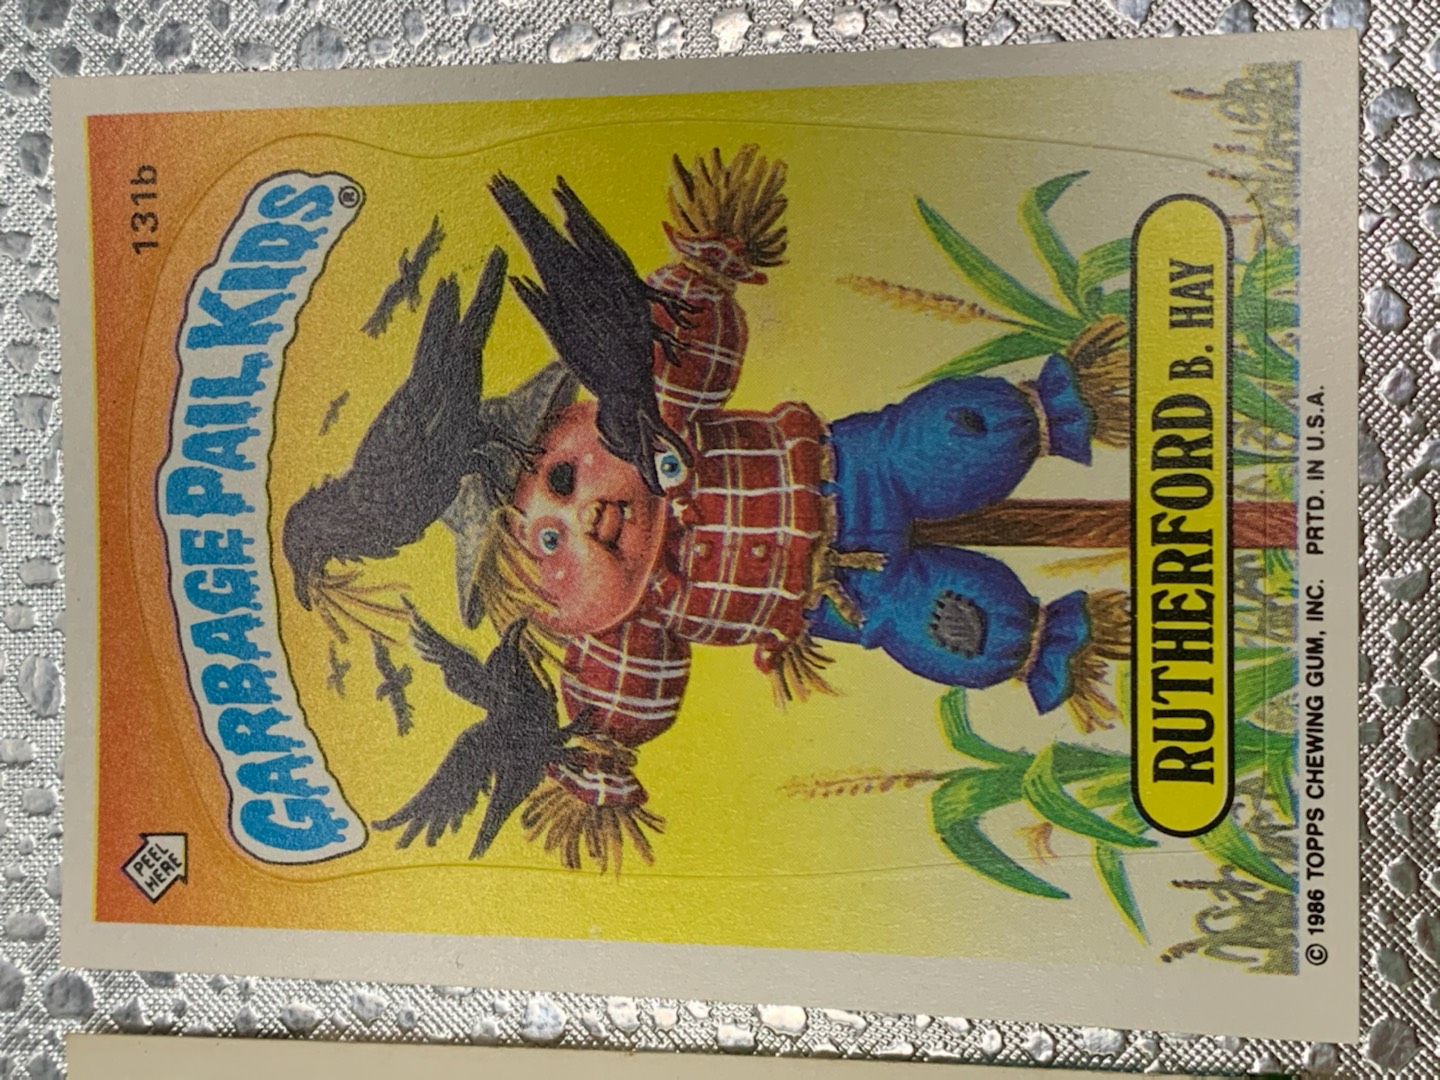 131b
PEEL
HERE
GARBAGE PAIL KIDS®
RUTHERFORD B. HAY
© 1986 TOPPS CHEWING GUM, INC. PRTD. IN U.S.A.